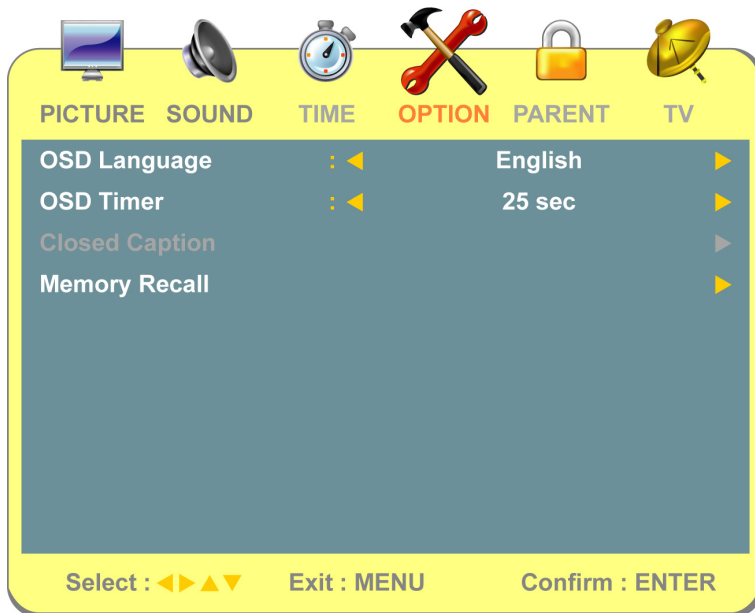 PICTURE SOUND TIME OPTION PARENT TV
OSD Language : English
OSD Timer : 25 sec
Closed Caption
Memory Recall
Select : Exit : MENU Confirm : ENTER